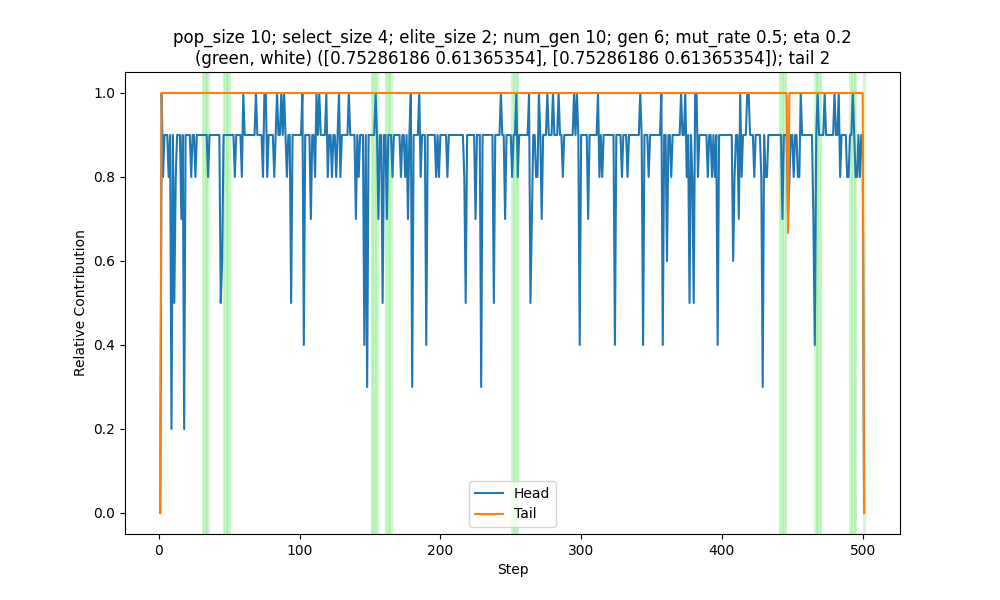 pop_size 10; select_size 4; elite_size 2; num_gen 10; gen 6; mut_rate 0.5; eta 0.2
(green, white) ([0.75286186 0.61365354], [0.75286186 0.61365354]); tail 2
1.0
0.8
0.6
0.4
0.2
0.0
Relative Contribution
Head
Tail
0
100
200
300
400
500
Step